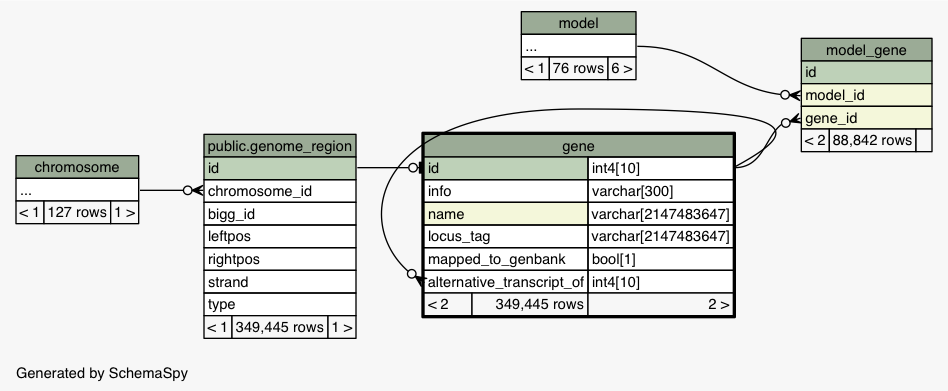 model
...
< 1 76 rows 6 >
model_gene
id
model_id
gene_id
< 2 88,842 rows
chromosome
...
< 1 127 rows 1 >
public.genome_region
id
chromosome_id
bigg_id
leftpos
rightpos
strand
type
< 1 349,445 rows 1 >
gene
id int4[10]
info varchar[300]
name varchar[2147483647]
locus_tag varchar[2147483647]
mapped_to_genbank bool[1]
alternative_transcript_of int4[10]
< 2 349,445 rows 2 >
Generated by SchemaSpy